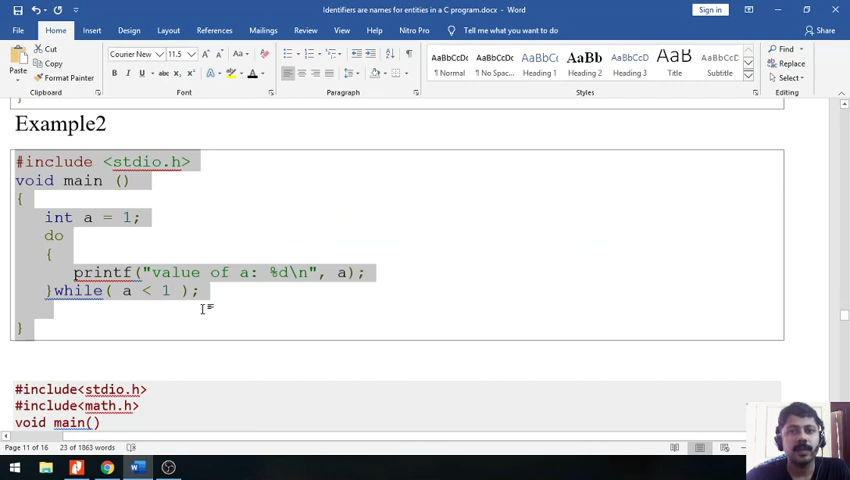 Identifiers are names for entities in a C program.docx - Word
Sign in
File Home Insert Design Layout References Mailings Review View Help Nitro Pro Tell me what you want to do Share
Paste
Cut
Copy
Format Painter
Clipboard
Courier New 11.5
Font
Paragraph
AaBbCcDc AaBbCcDc AaBbC AaBb AaBbC AaB AaBbCcD
¶ Normal ¶ No Spac... Heading 1 Heading 2 Heading 3 Title Subtitle
Styles
Find
Replace
Select
Editing
}
Example2
#include <stdio.h>
void main ()
{
int a = 1;
do
{
printf("value of a: %d\n", a);
}while( a < 1 );
}
#include<stdio.h>
#include<math.h>
void main()
Page 11 of 16 23 of 1863 words 110%